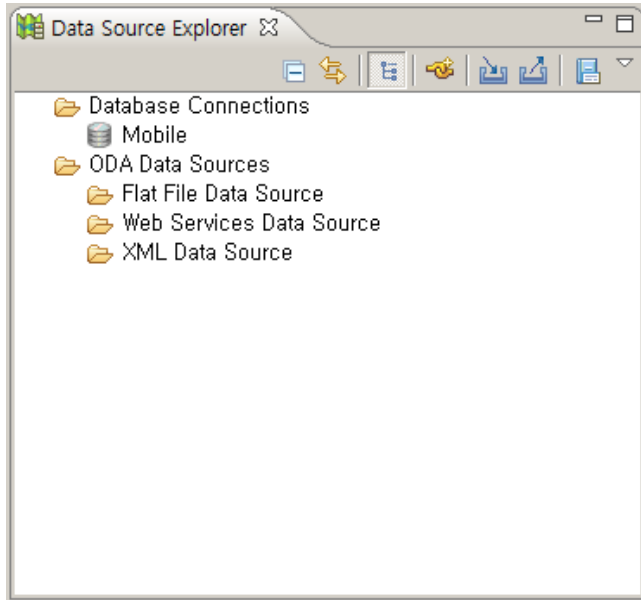 Data Source Explorer
Database Connections
Mobile
ODA Data Sources
Flat File Data Source
Web Services Data Source
XML Data Source